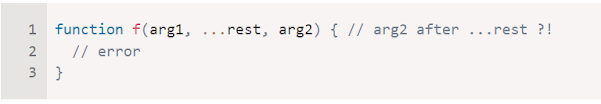 1 function f(arg1, ...rest, arg2) { // arg2 after ...rest ?!
2   // error
3 }